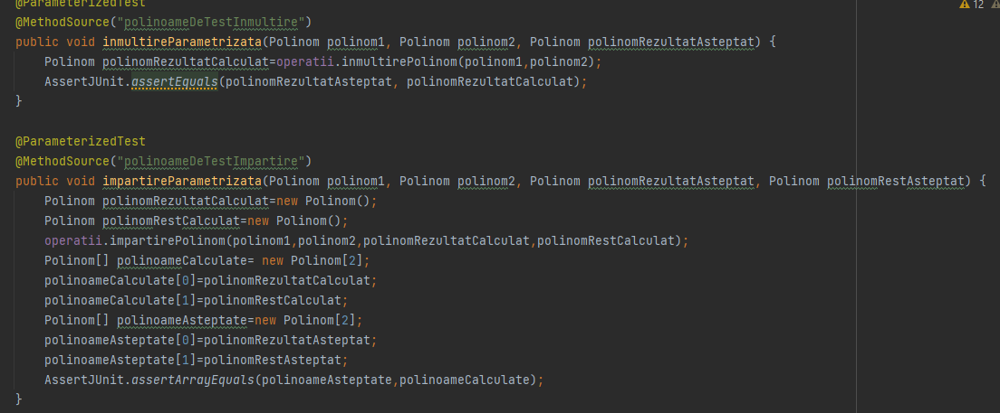 @ParameterizedTest
12
@MethodSource("polinoameDeTestInmultire")
public void inmultireParametrizata(Polinom polinom1, Polinom polinom2, Polinom polinomRezultatAsteptat) {
    Polinom polinomRezultatCalculat=operatii.inmultirePolinom(polinom1,polinom2);
    AssertJUnit.assertEquals(polinomRezultatAsteptat, polinomRezultatCalculat);
}

@ParameterizedTest
@MethodSource("polinoameDeTestImpartire")
public void impartireParametrizata(Polinom polinom1, Polinom polinom2, Polinom polinomRezultatAsteptat, Polinom polinomRestAsteptat) {
    Polinom polinomRezultatCalculat=new Polinom();
    Polinom polinomRestCalculat=new Polinom();
    operatii.impartirePolinom(polinom1,polinom2,polinomRezultatCalculat,polinomRestCalculat);
    Polinom[] polinoameCalculate= new Polinom[2];
    polinoameCalculate[0]=polinomRezultatCalculat;
    polinoameCalculate[1]=polinomRestCalculat;
    Polinom[] polinoameAsteptate=new Polinom[2];
    polinoameAsteptate[0]=polinomRezultatAsteptat;
    polinoameAsteptate[1]=polinomRestAsteptat;
    AssertJUnit.assertArrayEquals(polinoameAsteptate,polinoameCalculate);
}